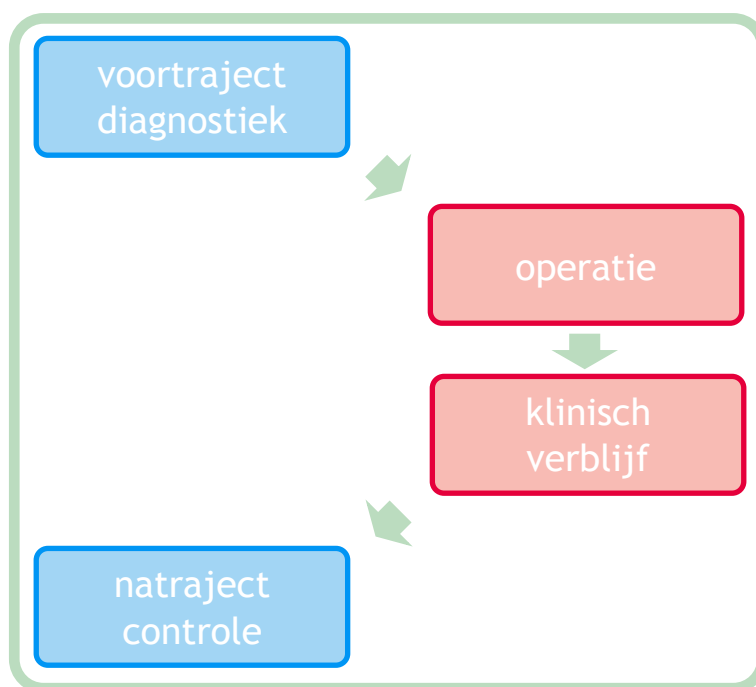 voortraject
diagnostiek
operatie
klinisch
verblijf
natraject
controle